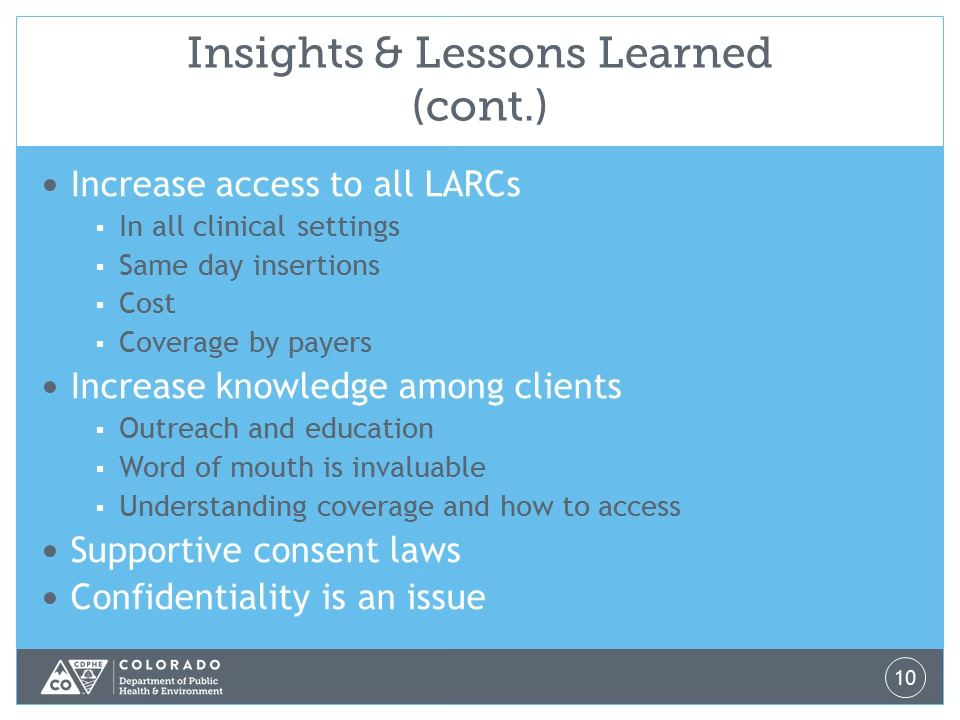 Insights & Lessons Learned
(cont.)
• Increase access to all LARCs
▪ In all clinical settings
▪ Same day insertions
▪ Cost
▪ Coverage by payers
• Increase knowledge among clients
▪ Outreach and education
▪ Word of mouth is invaluable
▪ Understanding coverage and how to access
• Supportive consent laws
• Confidentiality is an issue
CDPHE
CO
COLORADO
Department of Public
Health & Environment
10